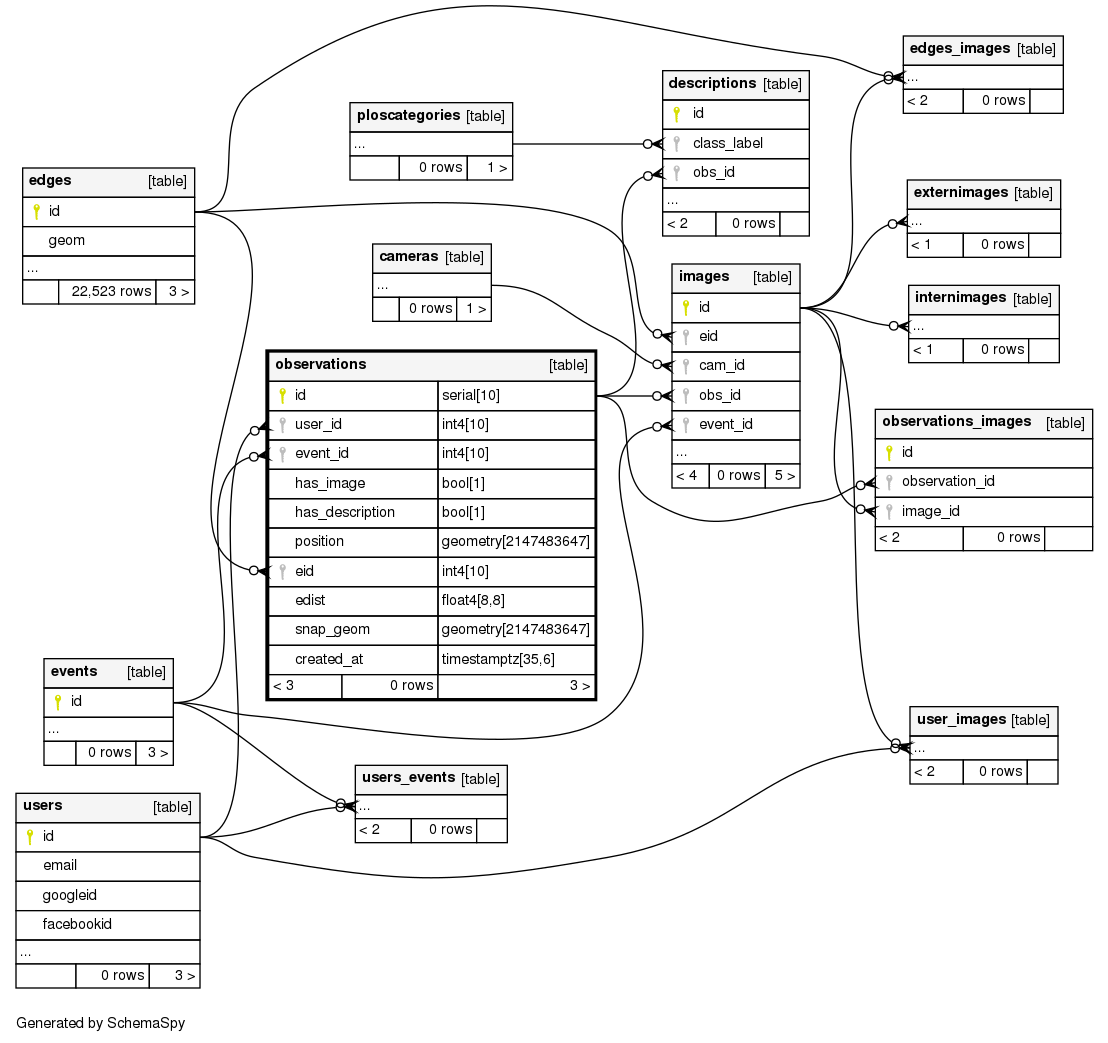 edges_images [table]
...
< 2 0 rows
descriptions [table]
id
class_label
obs_id
...
< 2 0 rows
ploscategories [table]
...
0 rows 1 >
edges [table]
id
geom
...
22,523 rows 3 >
externimages [table]
...
< 1 0 rows
cameras [table]
...
0 rows 1 >
images [table]
id
eid
cam_id
obs_id
event_id
...
< 4 0 rows 5 >
internimages [table]
...
< 1 0 rows
observations [table]
id serial[10]
user_id int4[10]
event_id int4[10]
has_image bool[1]
has_description bool[1]
position geometry[2147483647]
eid int4[10]
edist float4[8,8]
snap_geom geometry[2147483647]
created_at timestamptz[35,6]
< 3 0 rows 3 >
observations_images [table]
id
observation_id
image_id
< 2 0 rows
events [table]
id
...
0 rows 3 >
user_images [table]
...
< 2 0 rows
users_events [table]
...
< 2 0 rows
users [table]
id
email
googleid
facebookid
...
0 rows 3 >
Generated by SchemaSpy